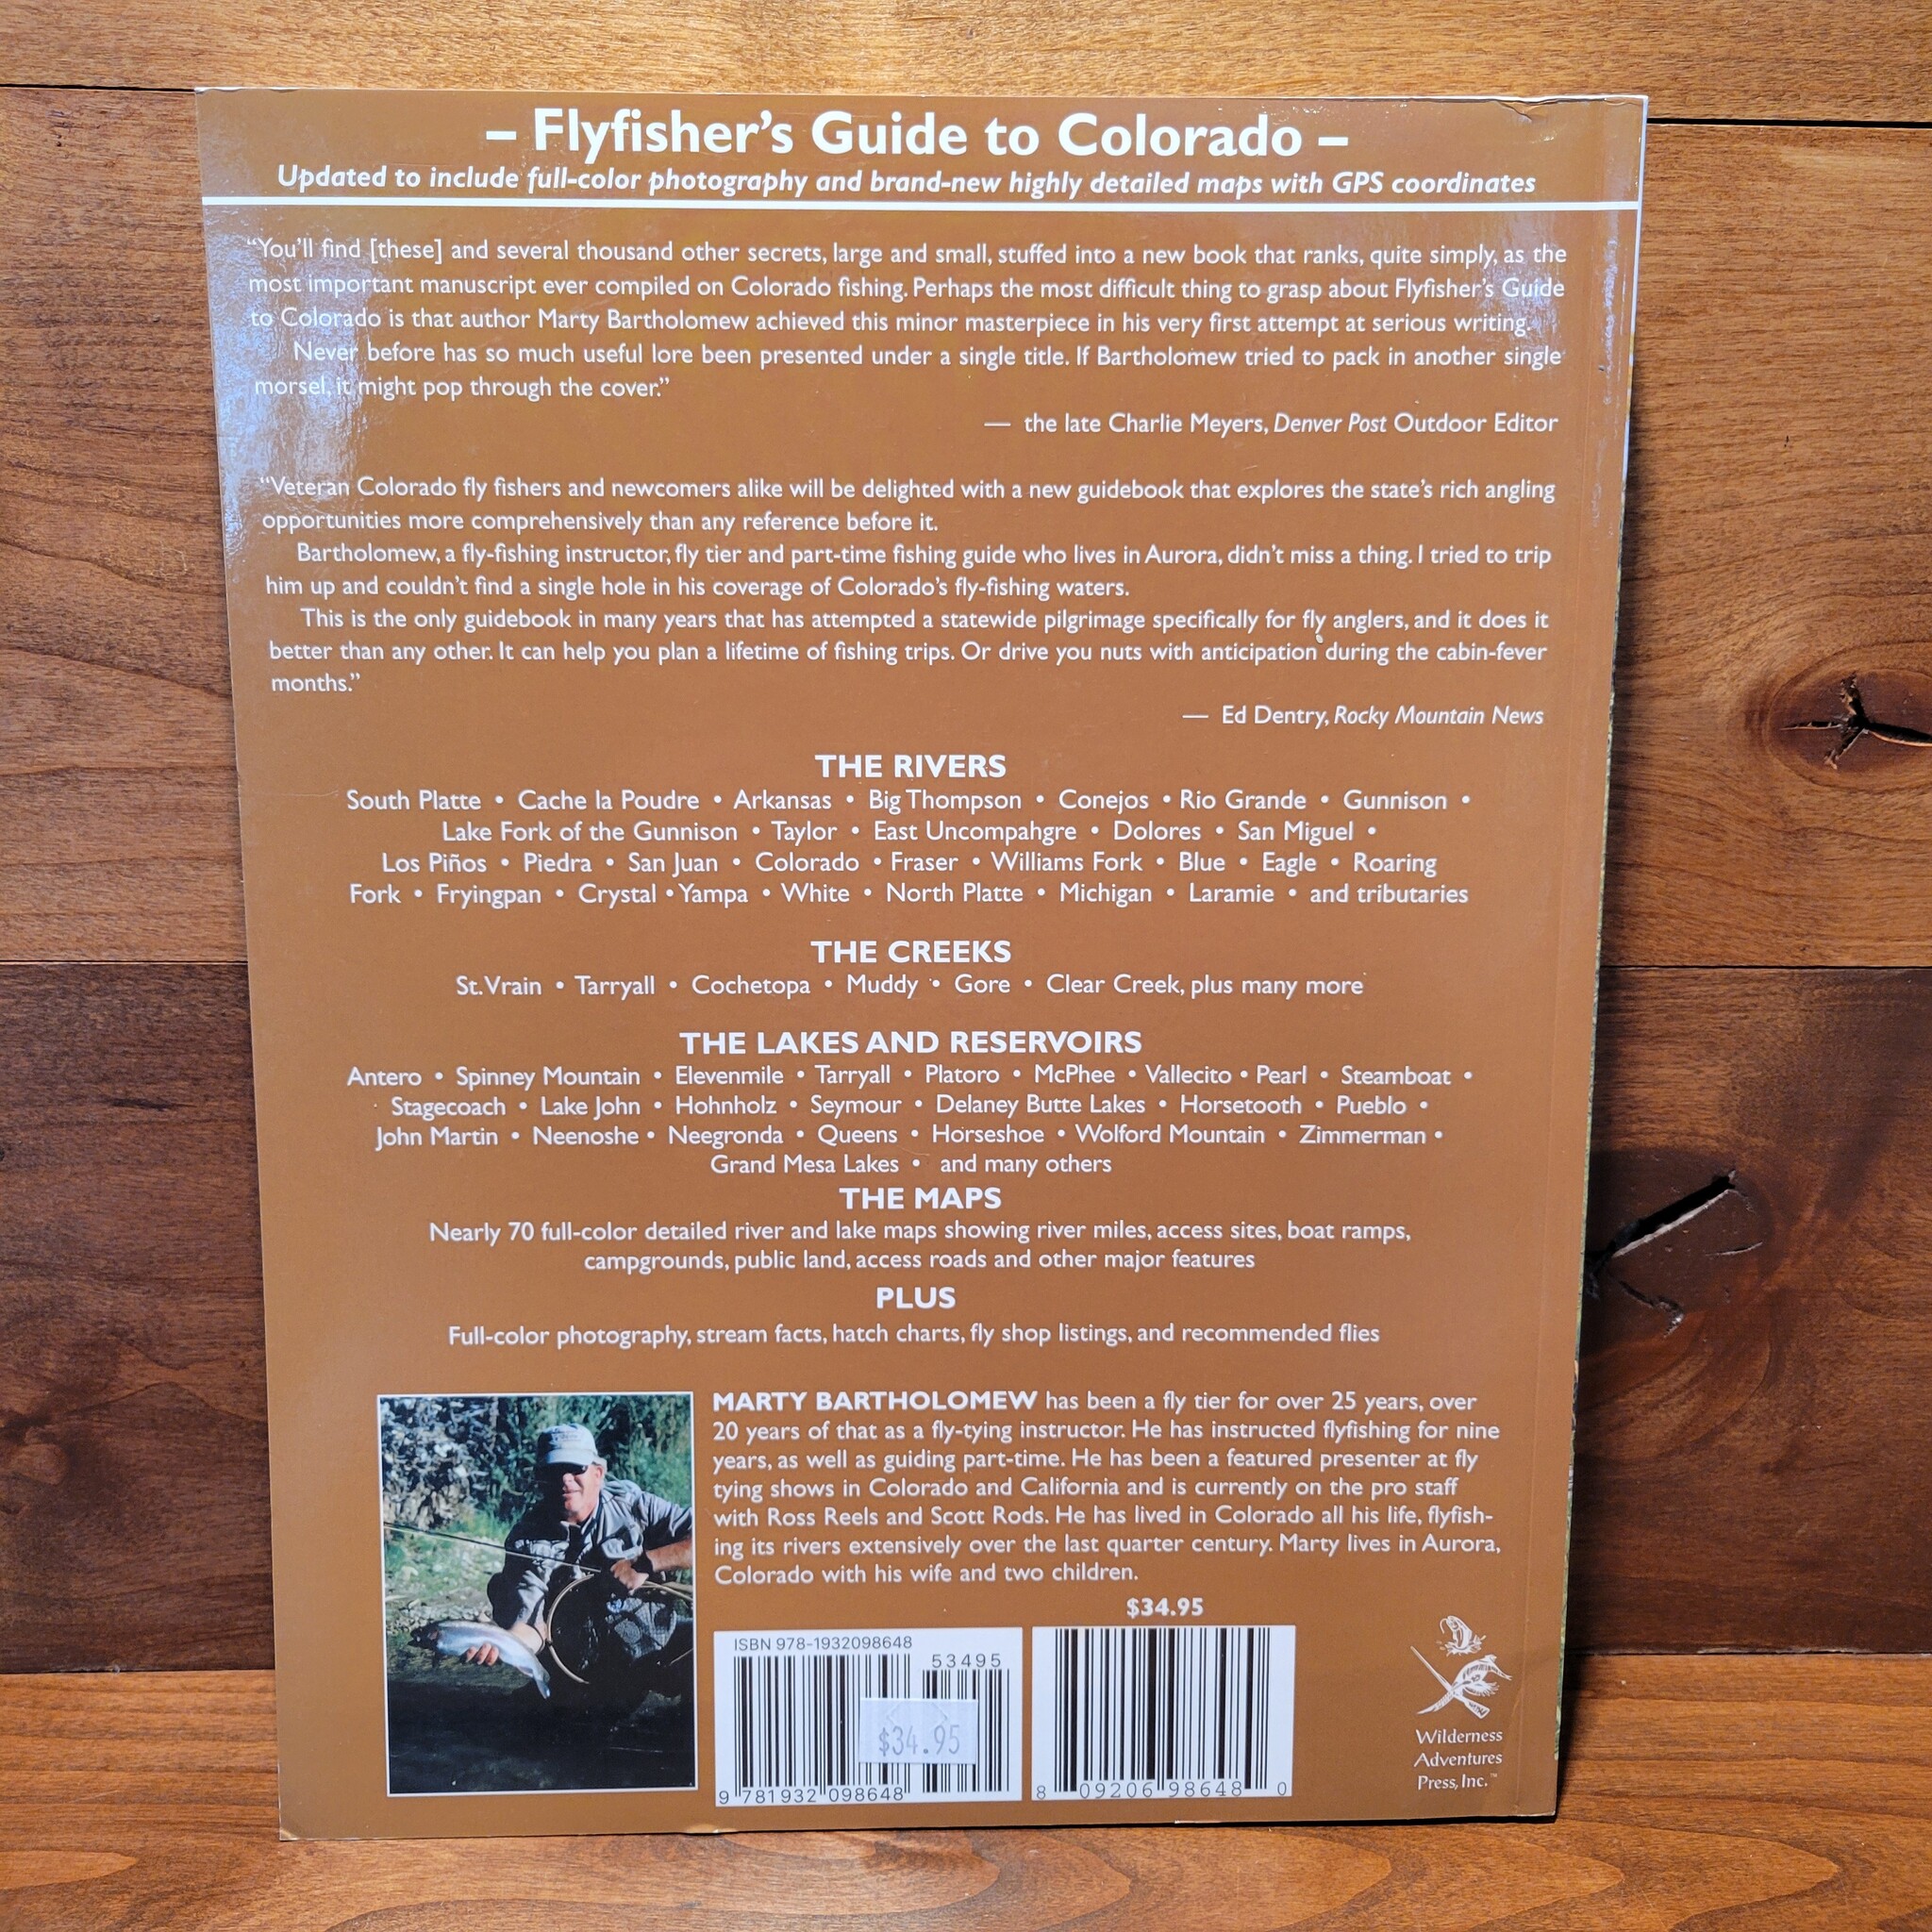 – Flyfisher’s Guide to Colorado –
Updated to include full-color photography and brand-new highly detailed maps with GPS coordinates
“You’ll find [these] and several thousand other secrets, large and small, stuffed into a new book that ranks, quite simply, as the
most important manuscript ever compiled on Colorado fishing. Perhaps the most difficult thing to grasp about Flyfisher’s Guide
to Colorado is that author Marty Bartholomew achieved this minor masterpiece in his very first attempt at serious writing.
Never before has so much useful lore been presented under a single title. If Bartholomew tried to pack in another single
morsel, it might pop through the cover.”
— the late Charlie Meyers, Denver Post Outdoor Editor
“Veteran Colorado fly fishers and newcomers alike will be delighted with a new guidebook that explores the state’s rich angling
opportunities more comprehensively than any reference before it.
Bartholomew, a fly-fishing instructor, fly tier and part-time fishing guide who lives in Aurora, didn’t miss a thing. I tried to trip
him up and couldn’t find a single hole in his coverage of Colorado’s fly-fishing waters.
This is the only guidebook in many years that has attempted a statewide pilgrimage specifically for fly anglers, and it does it
better than any other. It can help you plan a lifetime of fishing trips. Or drive you nuts with anticipation during the cabin-fever
months.”
— Ed Dentry, Rocky Mountain News
THE RIVERS
South Platte • Cache la Poudre • Arkansas • Big Thompson • Conejos • Rio Grande • Gunnison •
Lake Fork of the Gunnison • Taylor • East Uncompahgre • Dolores • San Miguel •
Los Piños • Piedra • San Juan • Colorado • Fraser • Williams Fork • Blue • Eagle • Roaring
Fork • Fryingpan • Crystal • Yampa • White • North Platte • Michigan • Laramie • and tributaries
THE CREEKS
St. Vrain • Tarryall • Cochetopa • Muddy • Gore • Clear Creek, plus many more
THE LAKES AND RESERVOIRS
Antero • Spinney Mountain • Elevenmile • Tarryall • Platoro • McPhee • Vallecito • Pearl • Steamboat •
Stagecoach • Lake John • Hohnholz • Seymour • Delaney Butte Lakes • Horsetooth • Pueblo •
John Martin • Neenoshe • Neegronda • Queens • Horseshoe • Wolford Mountain • Zimmerman •
Grand Mesa Lakes • and many others
THE MAPS
Nearly 70 full-color detailed river and lake maps showing river miles, access sites, boat ramps,
campgrounds, public land, access roads and other major features
PLUS
Full-color photography, stream facts, hatch charts, fly shop listings, and recommended flies
MARTY BARTHOLOMEW has been a fly tier for over 25 years, over
20 years of that as a fly-tying instructor. He has instructed flyfishing for nine
years, as well as guiding part-time. He has been a featured presenter at fly
tying shows in Colorado and California and is currently on the pro staff
with Ross Reels and Scott Rods. He has lived in Colorado all his life, flyfish-
ing its rivers extensively over the last quarter century. Marty lives in Aurora,
Colorado with his wife and two children.
$34.95
ISBN 978-1932098648
53495
$34.95
9 781932 098648
8 09206 98648 0
Wilderness
Adventures
Press, Inc.™